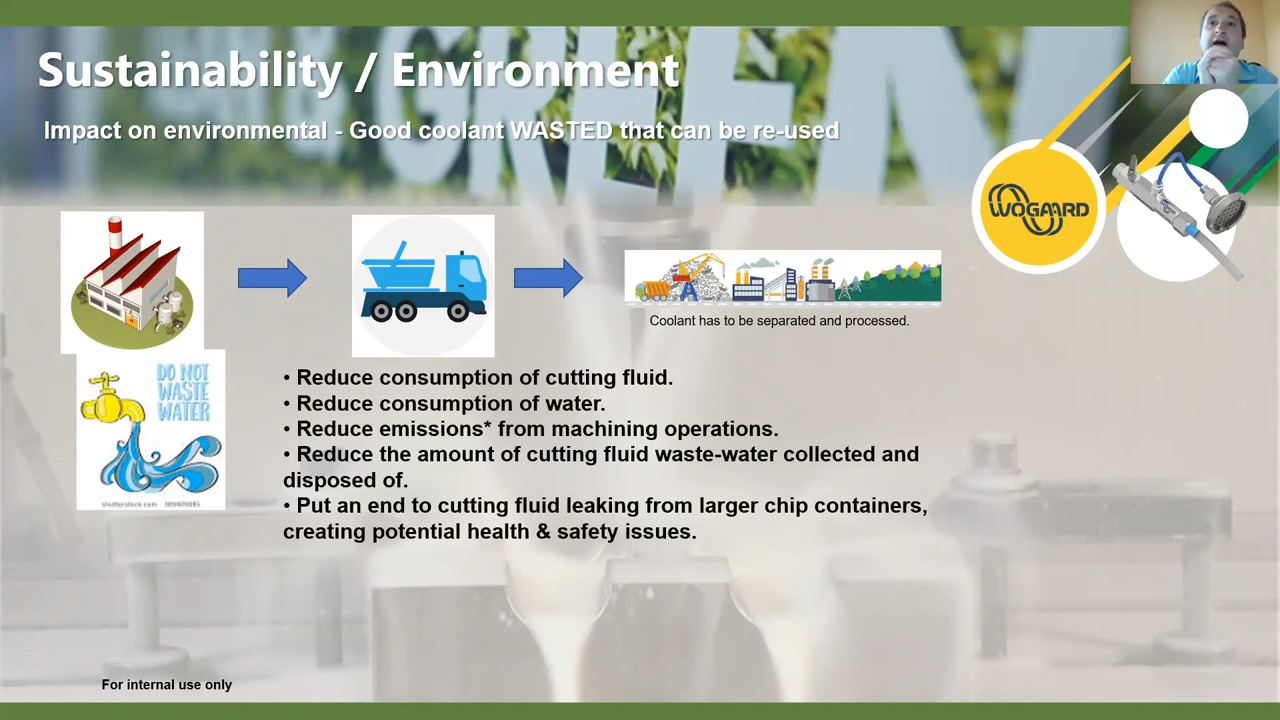 Sustainability / Environment
Impact on environmental - Good coolant WASTED that can be re-used
WOGAARD
Coolant has to be separated and processed.
DO NOT
WASTE
WATER
• Reduce consumption of cutting fluid.
• Reduce consumption of water.
• Reduce emissions* from machining operations.
• Reduce the amount of cutting fluid waste-water collected and
disposed of.
• Put an end to cutting fluid leaking from larger chip containers,
creating potential health & safety issues.
For internal use only
GREEN